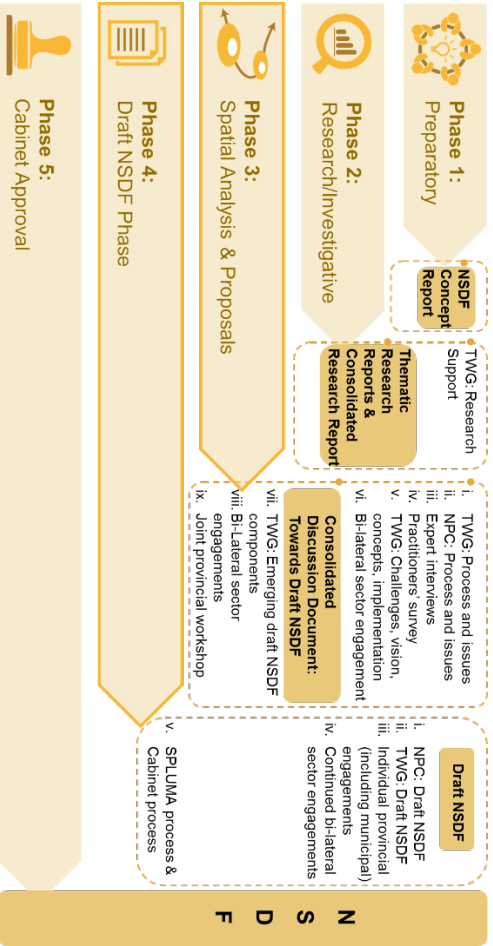 Phase 1:
Preparatory
NSDF
Concept
Report
Phase 2:
Research/Investigative
TWG: Research
Support
Thematic
Research
Reports &
Consolidated
Research Report
Phase 3:
Spatial Analysis & Proposals
i. TWG: Process and issues
ii. NPC: Process and issues
iii. Expert interviews
iv. Practitioners' survey
v. TWG: Challenges, vision,
concepts, implementation
vi. Bi-lateral sector engagement
Consolidated
Discussion Document:
Towards Draft NSDF
vii. TWG: Emerging draft NSDF
components
viii. Bi-Lateral sector
engagements
ix. Joint provincial workshop
Phase 4:
Draft NSDF Phase
Draft NSDF
i. NPC: Draft NSDF
ii. TWG: Draft NSDF
iii. Individual provincial
(including municipal)
engagements
iv. Continued bi-lateral
sector engagements
v. SPLUMA process &
Cabinet process
Phase 5:
Cabinet Approval
N
S
D
F